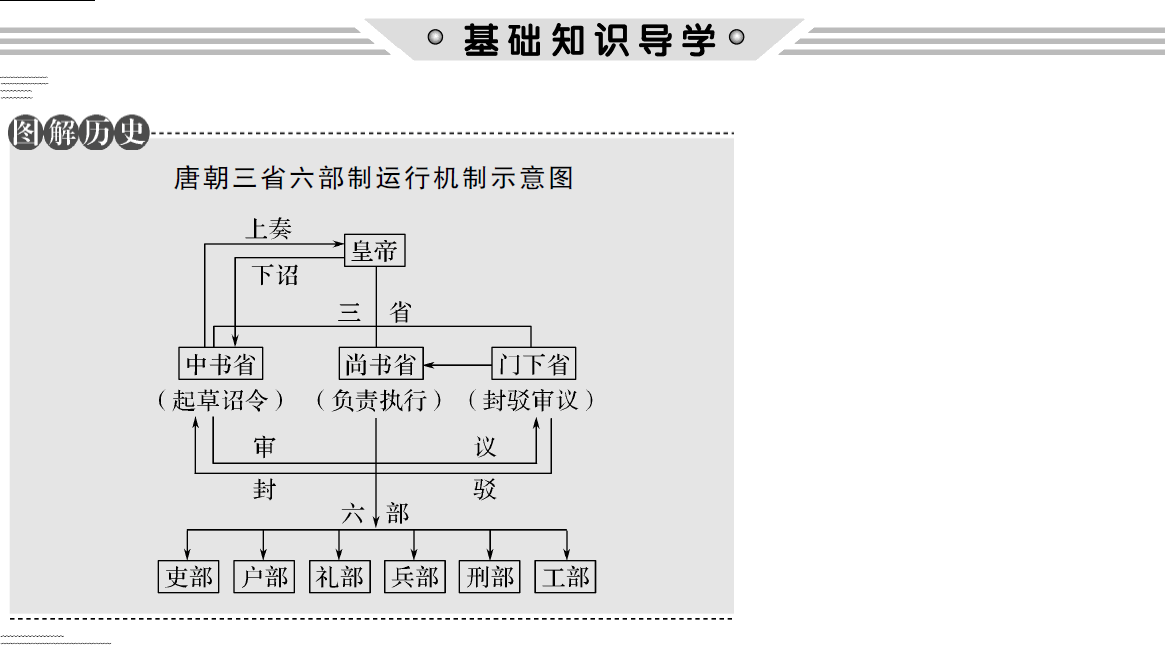 基础知识导学
图解历史
唐朝三省六部制运行机制示意图
上奏
皇帝
下诏
三省
中书省 尚书省 门下省
（起草诏令）（负责执行）（封驳审议）
审议
封驳
六部
吏部 户部 礼部 兵部 刑部 工部